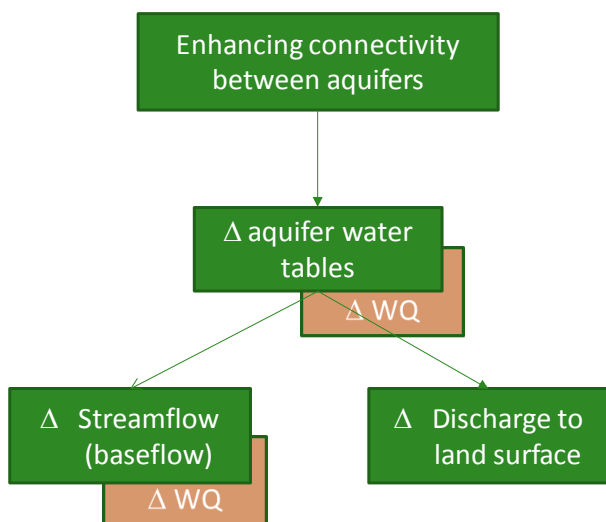 Enhancing connectivity
between aquifers
Δ aquifer water
tables
Δ WQ
Δ Streamflow
(baseflow)
Δ WQ
Δ Discharge to
land surface